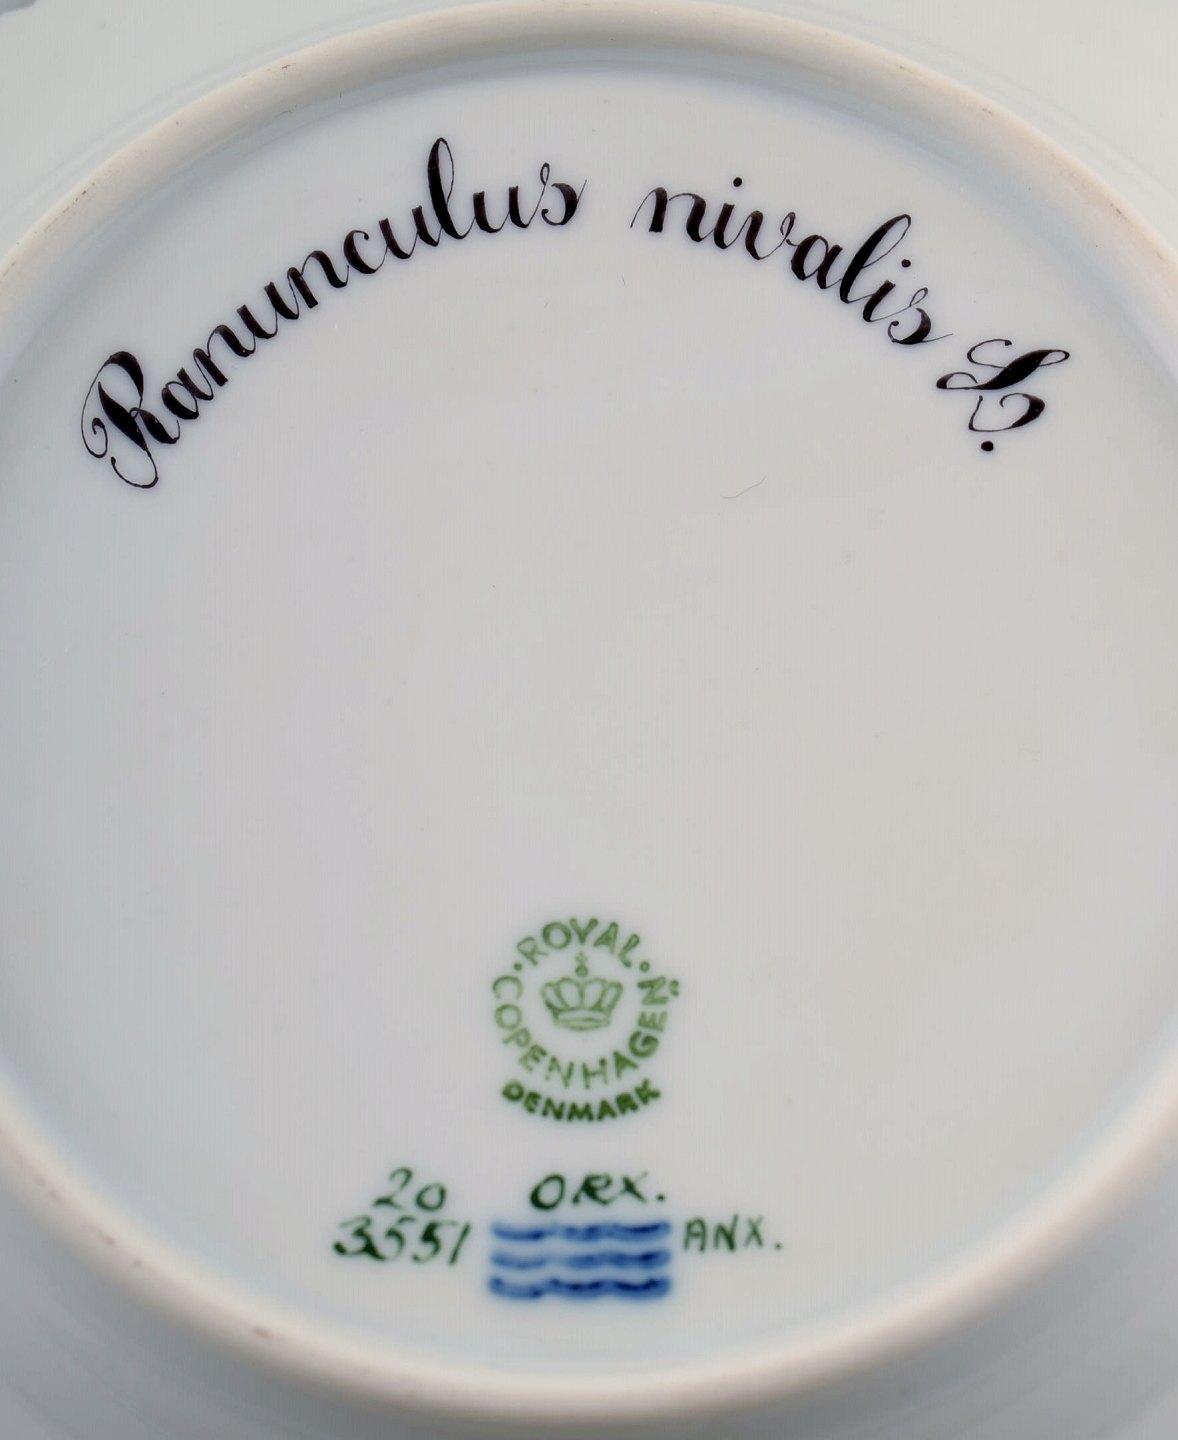 Ranunculus nivalis L.
· ROYAL ·
COPENHAGEN
DENMARK
20 ORX.
3551 ANX.